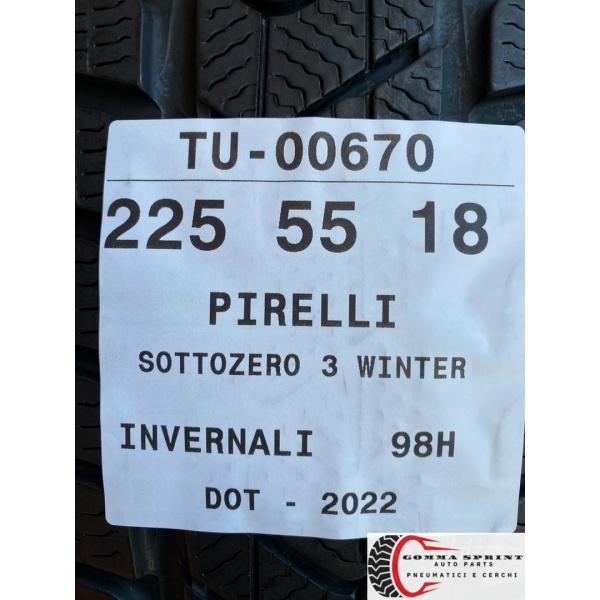 TU-00670
225 55 18
PIRELLI
SOTTOZERO 3 WINTER
INVERNALI 98H
DOT - 2022
GOMMA SPRINT
AUTO PARTS
PNEUMATICI E CERCHI